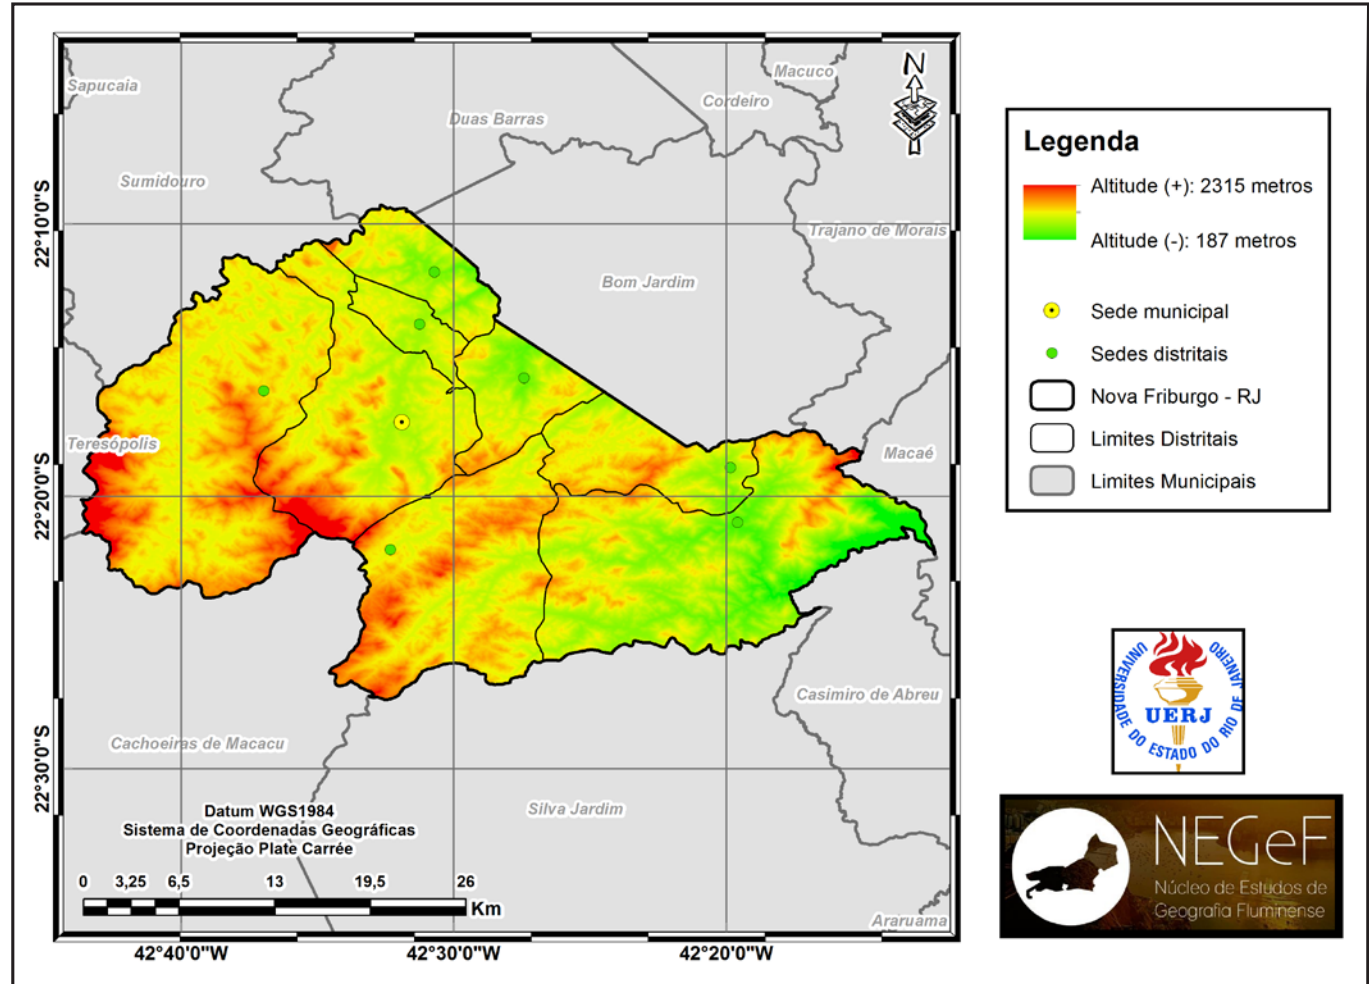 Sapucaia
Macuco
Cordeiro
Duas Barras
N
Sumidouro
Trajano de Morais
Bom Jardim
Teresópolis
Macaé
Casimiro de Abreu
Cachoeiras de Macacu
Silva Jardim
Araruama
22°10'0"S
22°20'0"S
22°30'0"S
Datum WGS1984
Sistema de Coordenadas Geográficas
Projeção Plate Carrée
0 3,25 6,5 13 19,5 26
Km
42°40'0"W 42°30'0"W 42°20'0"W
Legenda
Altitude (+): 2315 metros
Altitude (-): 187 metros
Sede municipal
Sedes distritais
Nova Friburgo - RJ
Limites Distritais
Limites Municipais
UNIVERSIDADE DO ESTADO DO RIO DE JANEIRO
UERJ
NEGeF
Núcleo de Estudos de
Geografia Fluminense